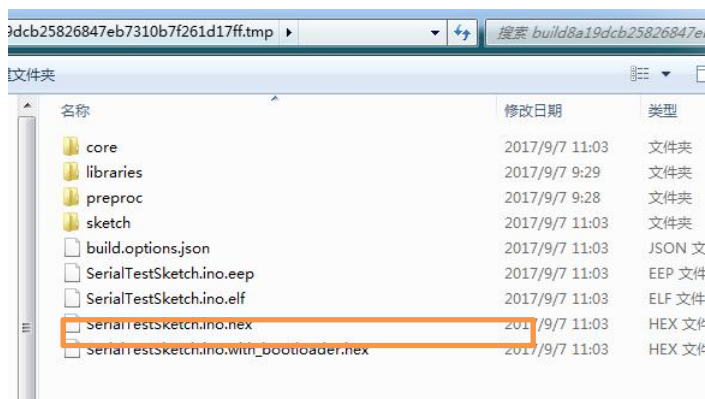 9dcb25826847eb7310b7f261d17ff.tmp 搜索 build8a19dcb25826847e
文件夹
名称 修改日期 类型
core 2017/9/7 11:03 文件夹
libraries 2017/9/7 9:29 文件夹
preproc 2017/9/7 9:28 文件夹
sketch 2017/9/7 11:03 文件夹
build.options.json 2017/9/7 11:03 JSON 文
SerialTestSketch.ino.eep 2017/9/7 11:03 EEP 文件
SerialTestSketch.ino.elf 2017/9/7 11:03 ELF 文件
SerialTestSketch.ino.hex 2017/9/7 11:03 HEX 文件
SerialTestSketch.ino.with_bootloader.hex 2017/9/7 11:03 HEX 文件